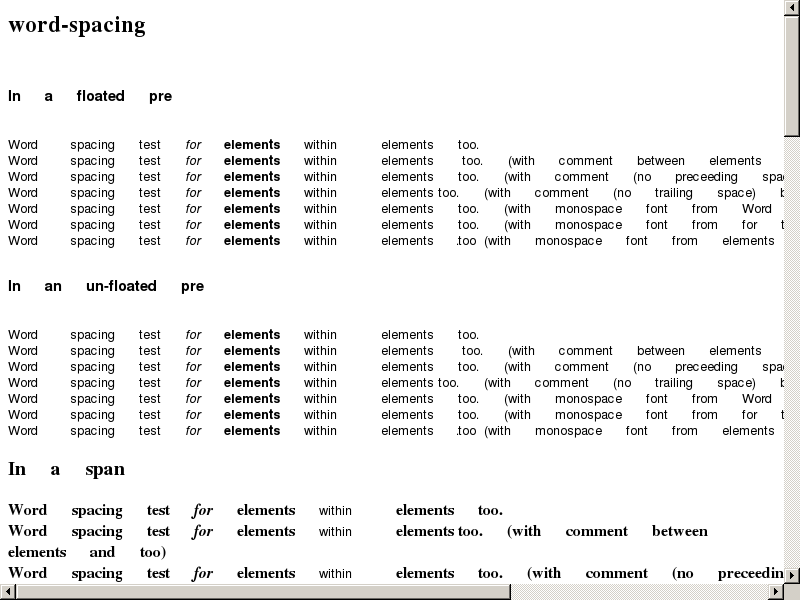 word-spacing
In a floated pre
Word spacing test for elements within elements too.
Word spacing test for elements within elements too. (with comment between elements
Word spacing test for elements within elements too. (with comment (no preceeding
Word spacing test for elements within elements too. (with comment (no trailing space)
Word spacing test for elements within elements too. (with monospace font from Word
Word spacing test for elements within elements too. (with monospace font from for
Word spacing test for elements within elements .too (with monospace font from elements
In an un-floated pre
Word spacing test for elements within elements too.
Word spacing test for elements within elements too. (with comment between elements
Word spacing test for elements within elements too. (with comment (no preceeding
Word spacing test for elements within elements too. (with comment (no trailing space)
Word spacing test for elements within elements too. (with monospace font from Word
Word spacing test for elements within elements too. (with monospace font from for
Word spacing test for elements within elements .too (with monospace font from elements
In a span
Word spacing test for elements within elements too.
Word spacing test for elements within elements too. (with comment between
elements and too)
Word spacing test for elements within elements too. (with comment (no